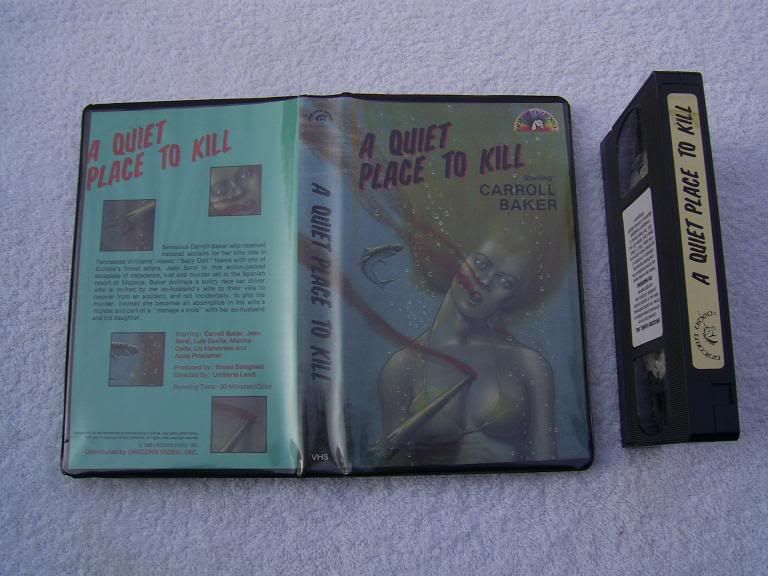 A QUIET
PLACE TO KILL
Sensuous Carroll Baker who received
national acclaim for her title role in
Tennessee Williams' classic "Baby Doll" teams with one of
Europe's finest actors, Jean Sorel in this action-packed
escapade of decadence, lust and murder set in the Spanish
resort of Majorca. Baker portrays a sultry race car driver
who is invited by her ex-husband's wife to their villa to
recover from an accident, and not incidentally, to plot his
murder. Instead she becomes an accomplice in his wife's
murder and part of a "menage a trois" with her ex-husband
and his daughter.
Starring: Carroll Baker, Jean
Sorel, Luis Davilla, Marina
Coffa, Liz Halvorsen and
Anna Proclemer
Produced by: Bruno Bolognesi
Directed by: Umberto Lenzi
Running Time: 90 Minutes/Color
UNICORN VIDEO, INC.
Distributed by UNICORN VIDEO, INC.
A QUIET PLACE TO KILL
VHS
A QUIET
PLACE TO KILL
Starring:
CARROLL
BAKER
A QUIET PLACE TO KILL
UNICORN VIDEO